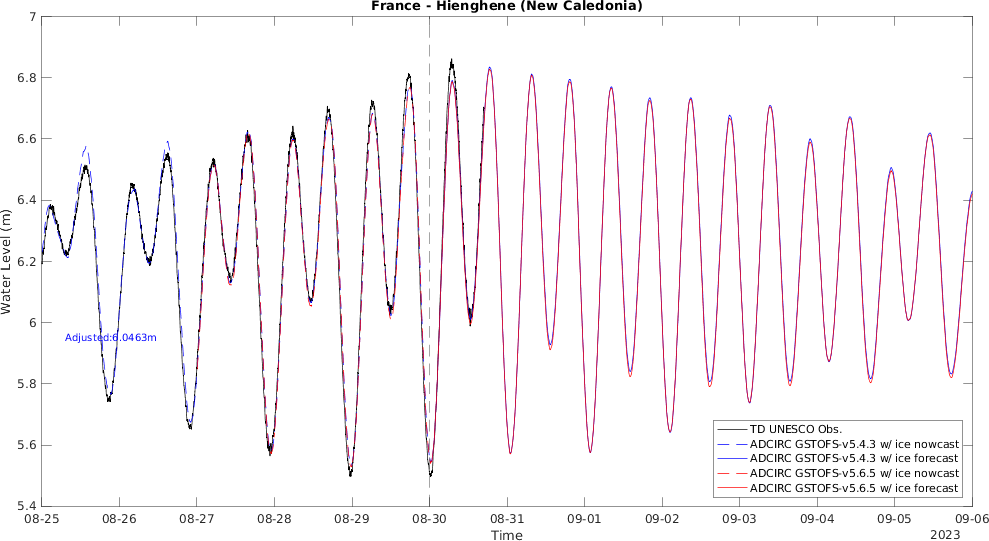 France - Hienghene (New Caledonia)
7
6.8
6.6
6.4
6.2
6
5.8
5.6
5.4
Water Level (m)
Adjusted:6.0463m
TD UNESCO Obs.
ADCIRC GSTOFS-v5.4.3 w/ ice nowcast
ADCIRC GSTOFS-v5.4.3 w/ ice forecast
ADCIRC GSTOFS-v5.6.5 w/ ice nowcast
ADCIRC GSTOFS-v5.6.5 w/ ice forecast
08-25 08-26 08-27 08-28 08-29 08-30 08-31 09-01 09-02 09-03 09-04 09-05 09-06
Time
2023